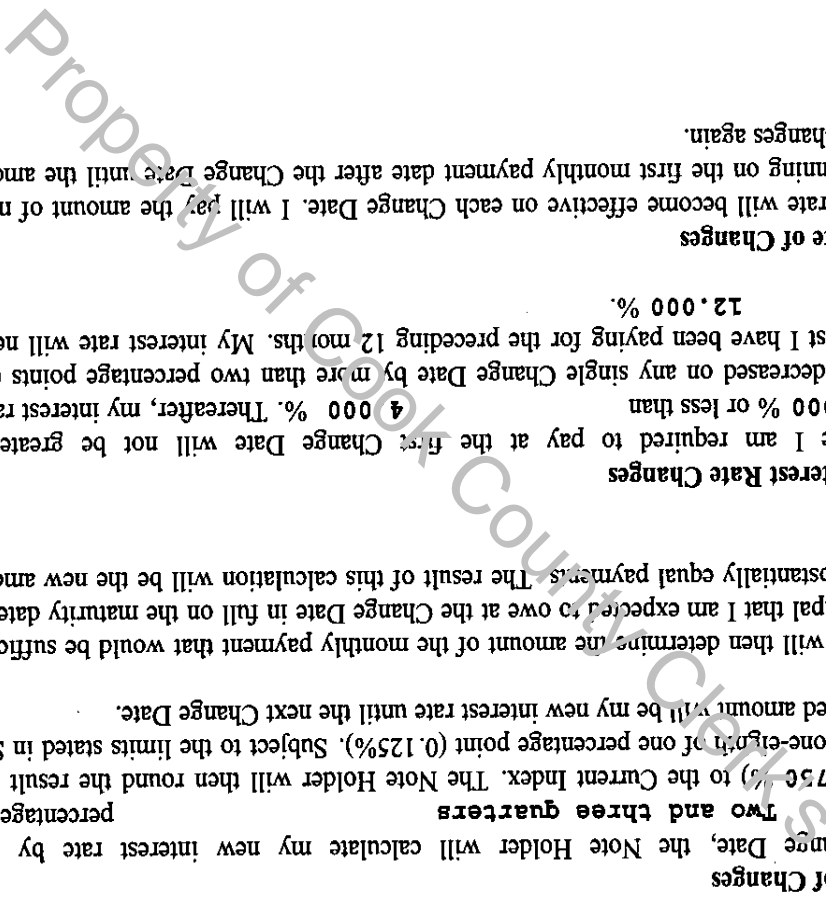 of Changes
ange Date, the Note Holder will calculate my new interest rate by
Two and three quarters percentage
750 %) to the Current Index. The Note Holder will then round the result
one-eighth of one percentage point (0.125%). Subject to the limits stated in
ed amount will be my new interest rate until the next Change Date.
will then determine the amount of the monthly payment that would be suffic
pal that I am expected to owe at the Change Date in full on the maturity date
bstantially equal payments. The result of this calculation will be the new amo
terest Rate Changes
e I am required to pay at the first Change Date will not be greate
000 % or less than 4.000 %. Thereafter, my interest ra
decreased on any single Change Date by more than two percentage points
st I have been paying for the preceding 12 months. My interest rate will ne
12.000 %.
e of Changes
rate will become effective on each Change Date. I will pay the amount of n
nning on the first monthly payment date after the Change Date until the amo
hanges again.
Property of Cook County Clerk's